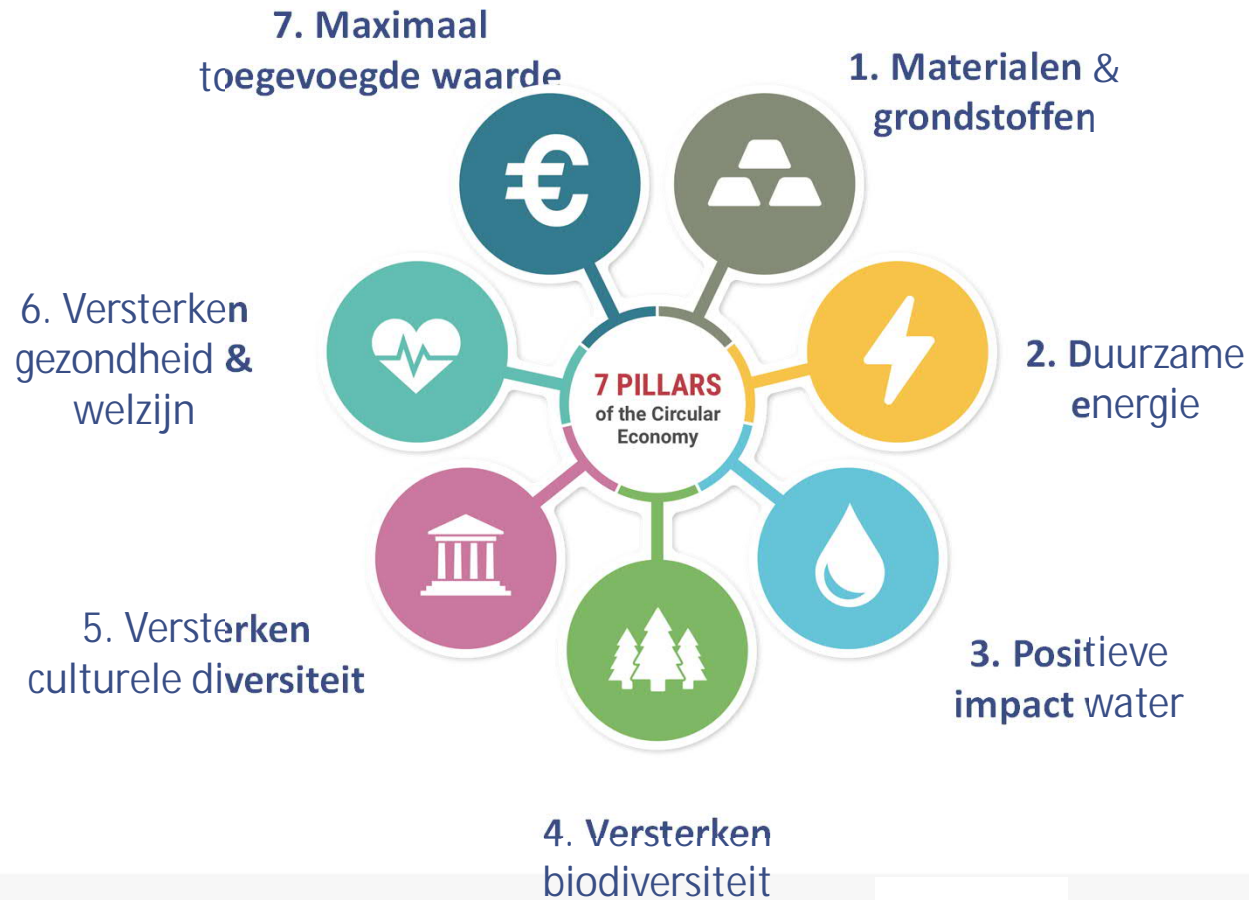 7. Maximaal
toegevoegde waarde
1. Materialen &
grondstoffen
2. Duurzame
energie
3. Positieve
impact water
4. Versterken
biodiversiteit
5. Versterken
culturele diversiteit
6. Versterken
gezondheid &
welzijn
7 PILLARS
of the Circular
Economy